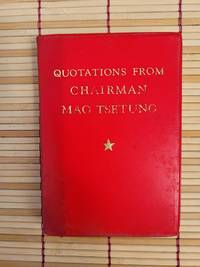 QUOTATIONS FROM
CHAIRMAN
MAO TSETUNG